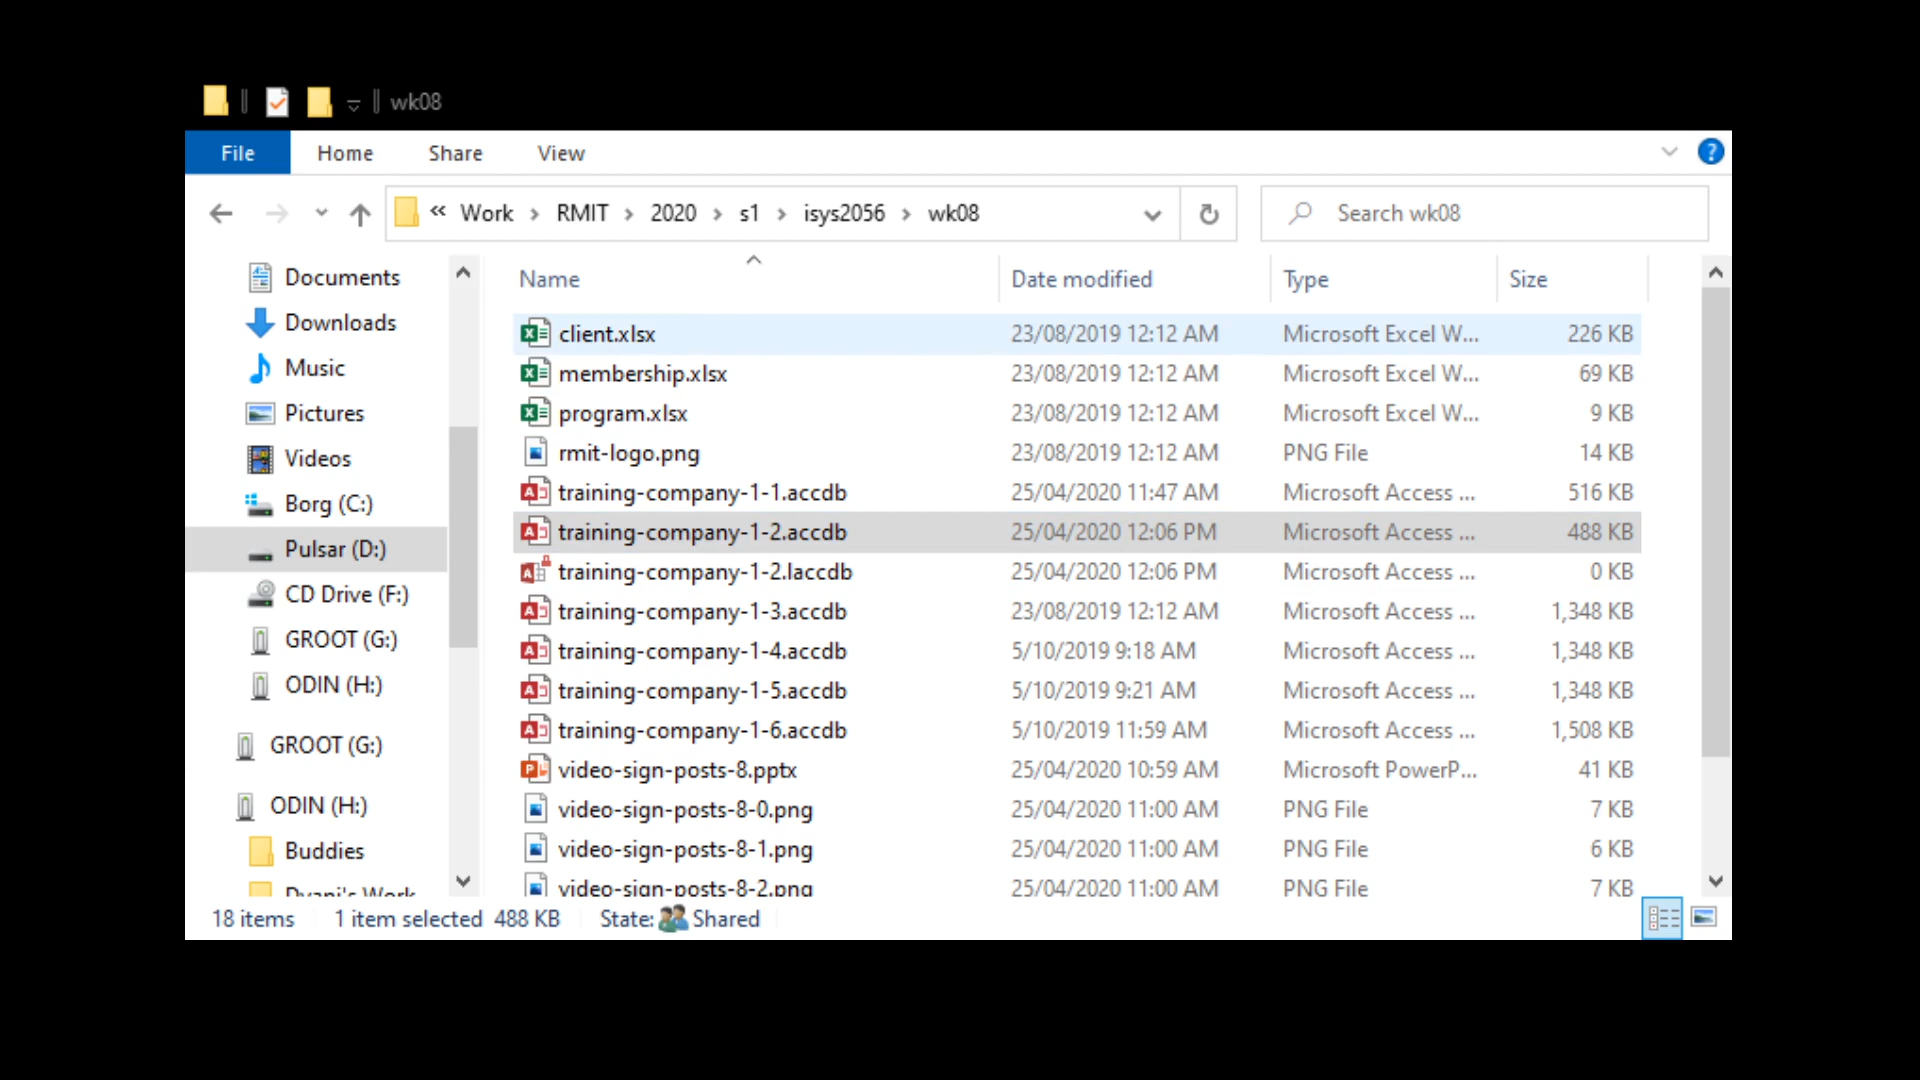 wk08
File Home Share View
« Work › RMIT › 2020 › s1 › isys2056 › wk08
Search wk08
Documents
Downloads
Music
Pictures
Videos
Borg (C:)
Pulsar (D:)
CD Drive (F:)
GROOT (G:)
ODIN (H:)
GROOT (G:)
ODIN (H:)
Buddies
Dyani's Work
Name Date modified Type Size
client.xlsx 23/08/2019 12:12 AM Microsoft Excel W... 226 KB
membership.xlsx 23/08/2019 12:12 AM Microsoft Excel W... 69 KB
program.xlsx 23/08/2019 12:12 AM Microsoft Excel W... 9 KB
rmit-logo.png 23/08/2019 12:12 AM PNG File 14 KB
training-company-1-1.accdb 25/04/2020 11:47 AM Microsoft Access ... 516 KB
training-company-1-2.accdb 25/04/2020 12:06 PM Microsoft Access ... 488 KB
training-company-1-2.laccdb 25/04/2020 12:06 PM Microsoft Access ... 0 KB
training-company-1-3.accdb 23/08/2019 12:12 AM Microsoft Access ... 1,348 KB
training-company-1-4.accdb 5/10/2019 9:18 AM Microsoft Access ... 1,348 KB
training-company-1-5.accdb 5/10/2019 9:21 AM Microsoft Access ... 1,348 KB
training-company-1-6.accdb 5/10/2019 11:59 AM Microsoft Access ... 1,508 KB
video-sign-posts-8.pptx 25/04/2020 10:59 AM Microsoft PowerP... 41 KB
video-sign-posts-8-0.png 25/04/2020 11:00 AM PNG File 7 KB
video-sign-posts-8-1.png 25/04/2020 11:00 AM PNG File 6 KB
video-sign-posts-8-2.png 25/04/2020 11:00 AM PNG File 7 KB
18 items 1 item selected 488 KB State: Shared